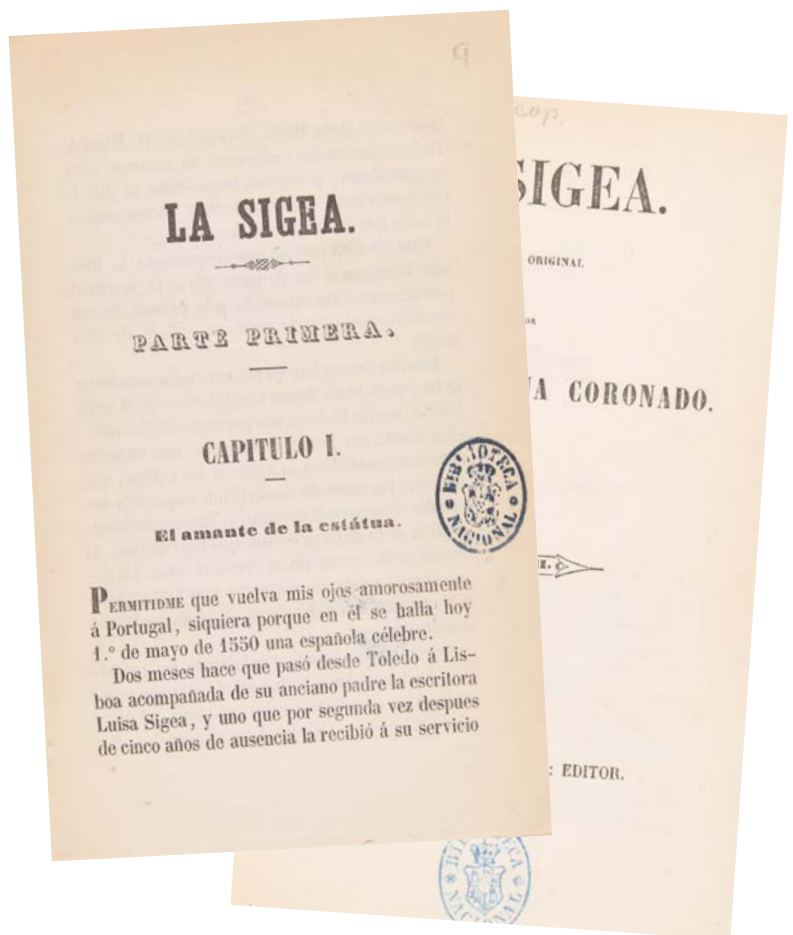 9
LA SIGEA.
PARTE PRIMERA.
CAPITULO I.
El amante de la estátua.
PERMITIDME que vuelva mis ojos amorosamente
á Portugal, siquiera porque en él se halla hoy
1.º de mayo de 1550 una española célebre.
Dos meses hace que pasó desde Toledo á Lis-
boa acompañada de su anciano padre la escritora
Luisa Sigea, y uno que por segunda vez despues
de cinco años de ausencia la recibió á su servicio
BIBLIOTECA
NACIONAL
cop.
SIGEA.
ORIGINAL
CORONADO.
: EDITOR.